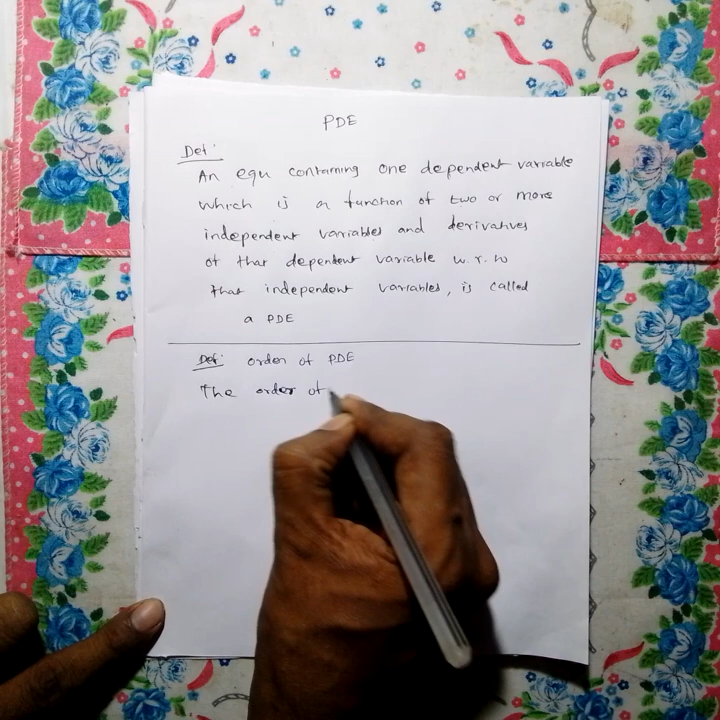 PDE
Def:
An equ containing one dependent variable
which is a function of two or more
independent variables and derivatives
of that dependent variable w.r.to
that independent variables, is called
a PDE
Def: order of PDE
The order of